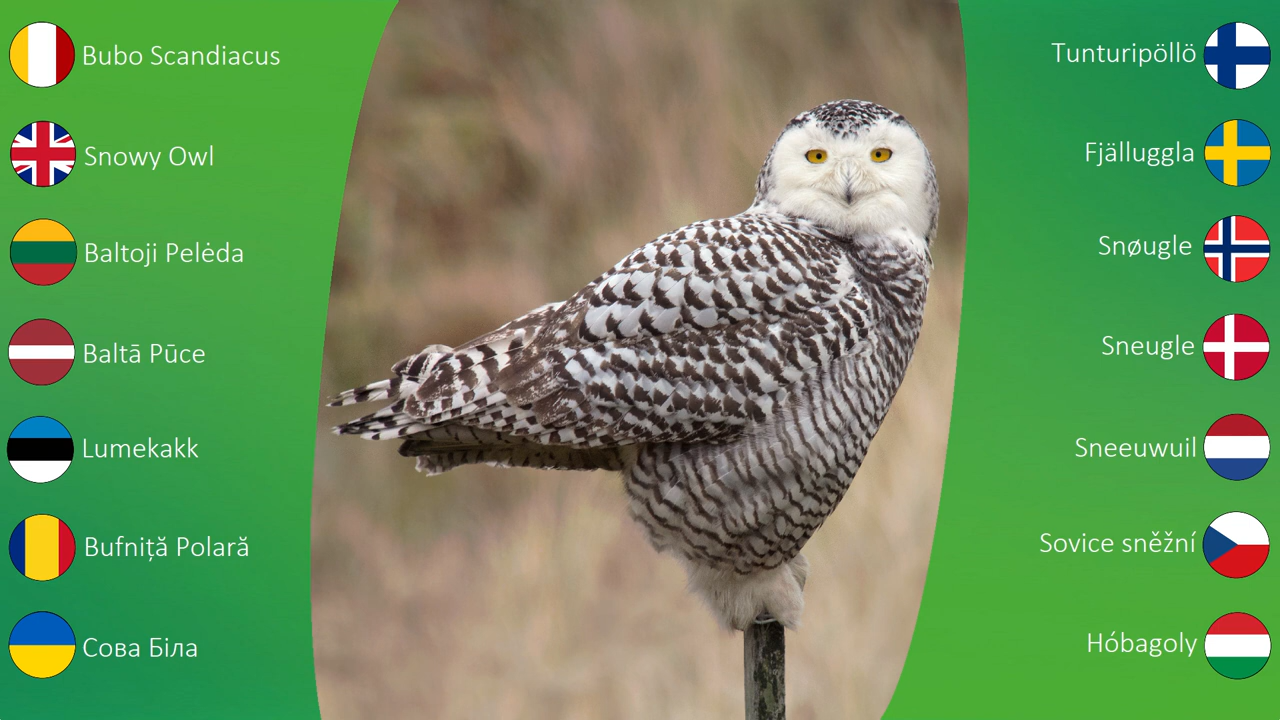 Bubo Scandiacus
Snowy Owl
Baltoji Pelėda
Baltā Pūce
Lumekakk
Bufniță Polară
Сова Біла
Tunturipöllö
Fjälluggla
Snøugle
Sneugle
Sneeuwuil
Sovice sněžní
Hóbagoly